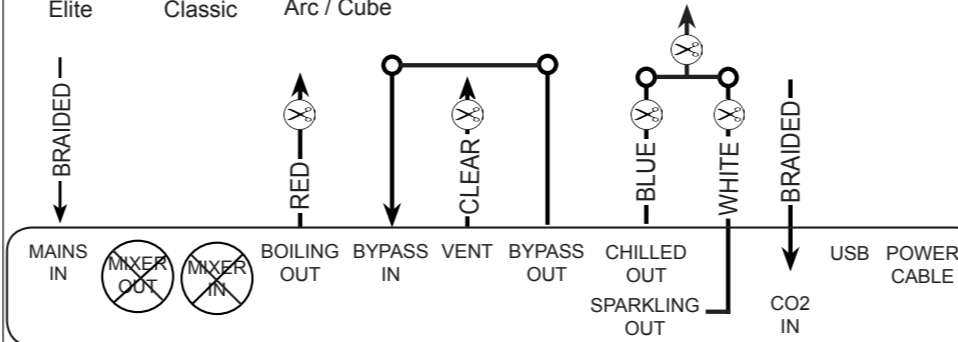 Elite
Classic
Arc / Cube
BRAIDED
RED
CLEAR
BLUE
WHITE
BRAIDED
MAINS
IN
MIXER
OUT
MIXER
IN
BOILING
OUT
BYPASS
IN
VENT
BYPASS
OUT
CHILLED
OUT
SPARKLING
OUT
CO2
IN
USB
POWER
CABLE